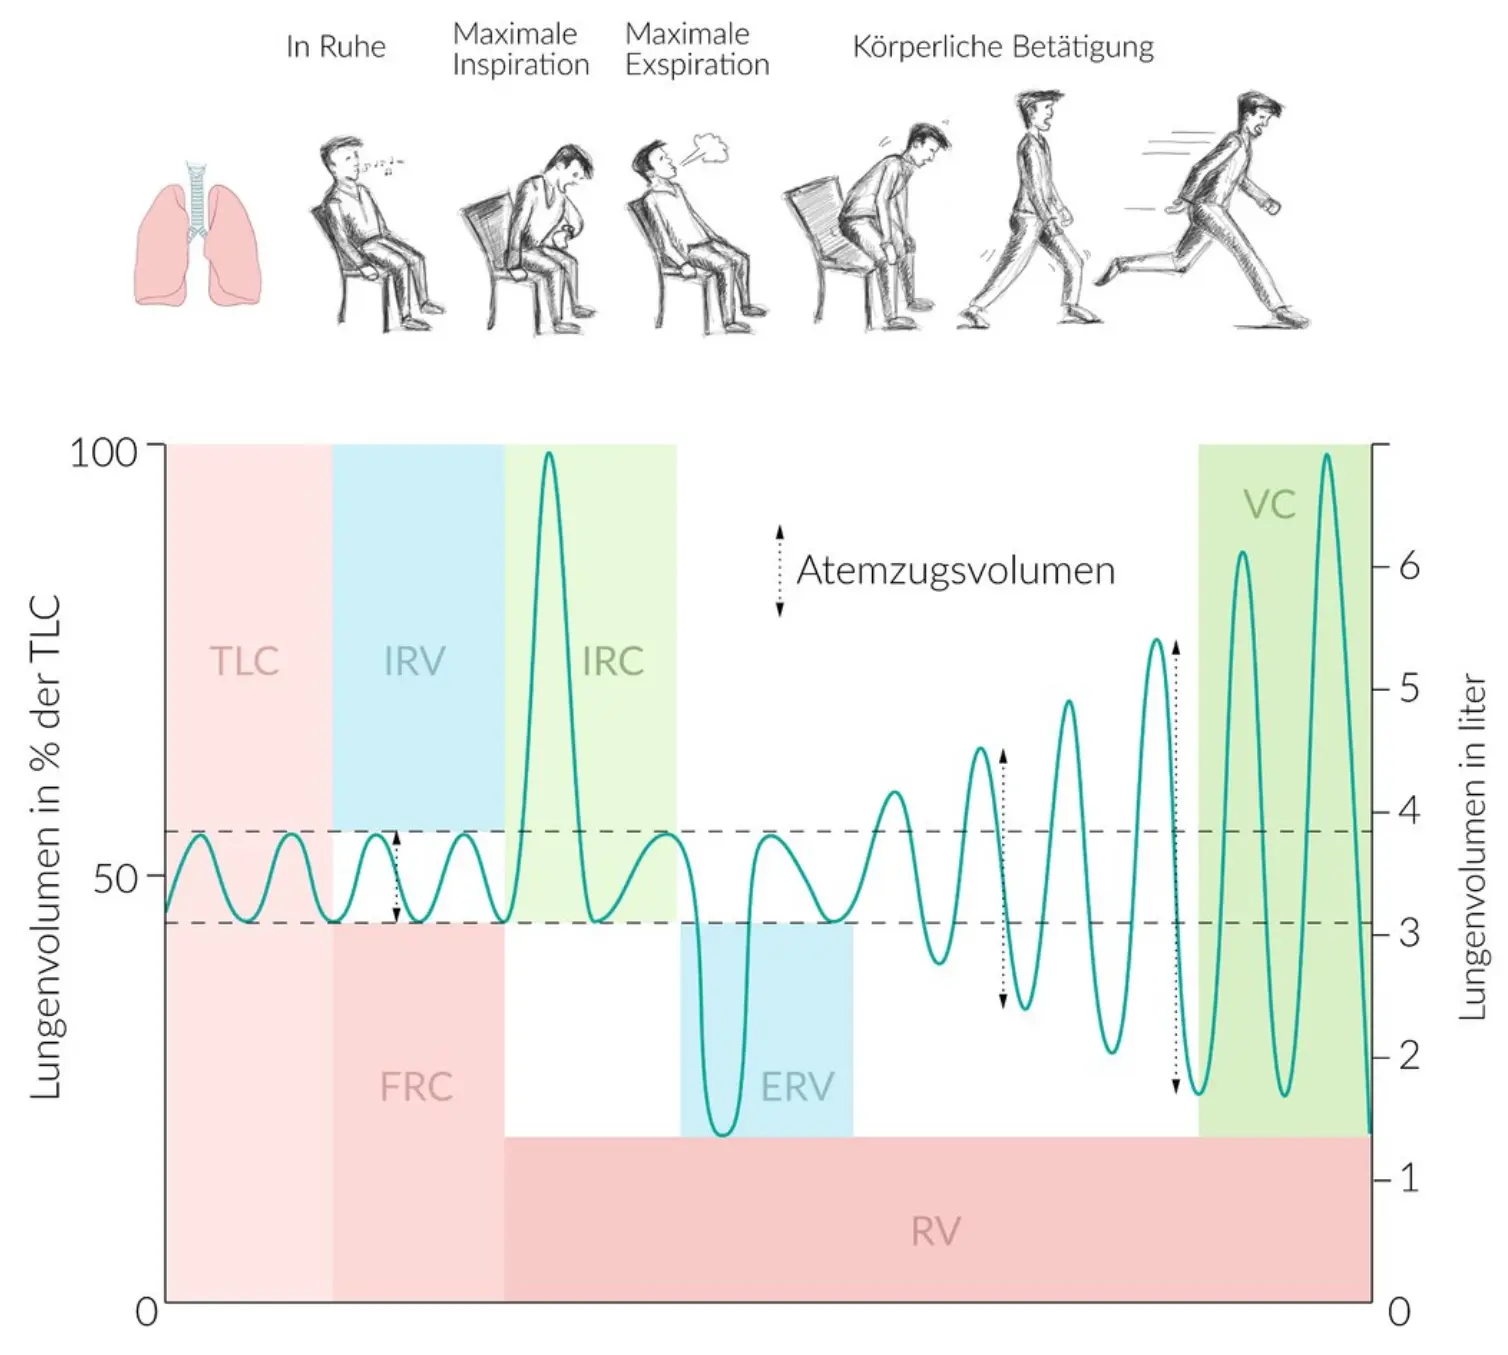 In Ruhe
Maximale
Inspiration
Maximale
Exspiration
Körperliche Betätigung
100
50
0
Lungenvolumen in % der TLC
TLC
IRV
IRC
Atemzugsvolumen
VC
FRC
ERV
RV
6
5
4
3
2
1
0
Lungenvolumen in liter